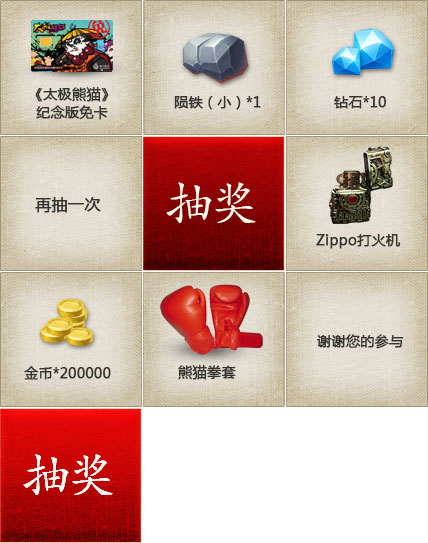 《太极熊猫》
纪念版兔卡
陨铁（小）*1
钻石*10
再抽一次
抽奖
Zippo打火机
金币*200000
熊猫拳套
谢谢您的参与
抽奖